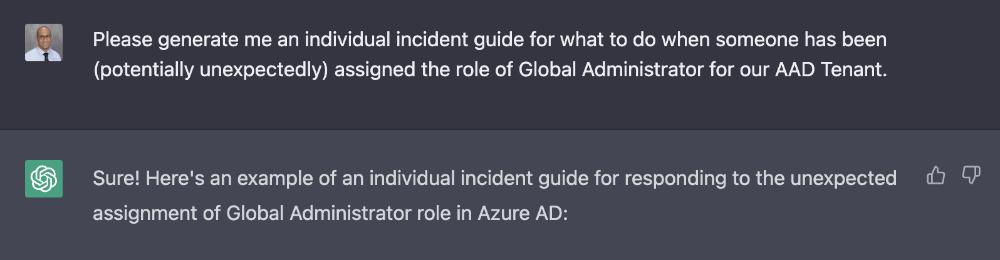 Please generate me an individual incident guide for what to do when someone has been
(potentially unexpectedly) assigned the role of Global Administrator for our AAD Tenant.
Sure! Here's an example of an individual incident guide for responding to the unexpected
assignment of Global Administrator role in Azure AD: